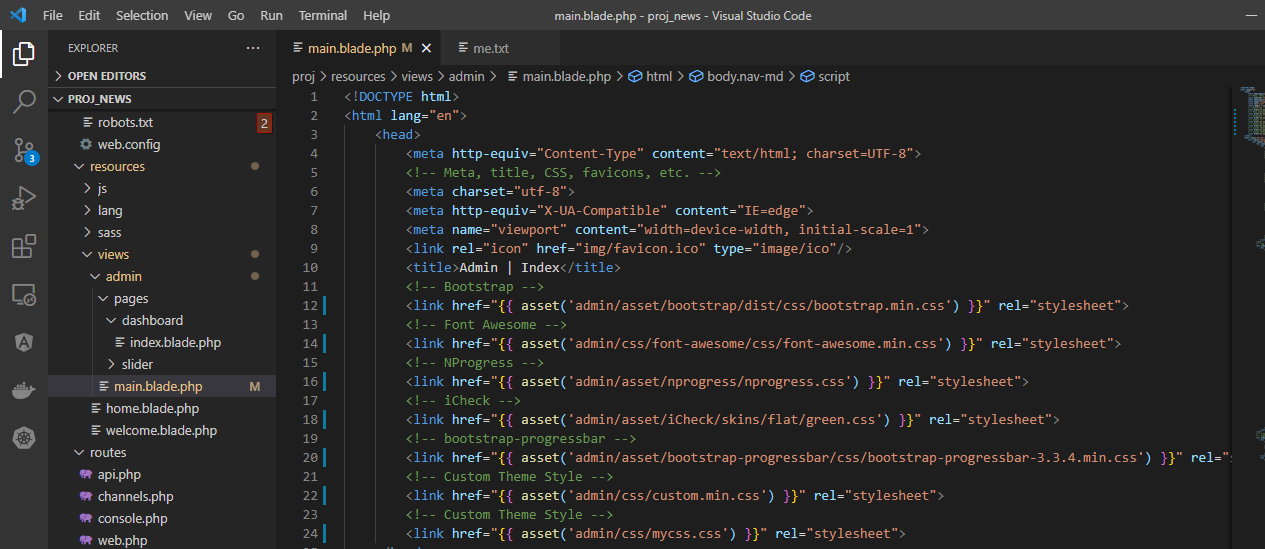 File Edit Selection View Go Run Terminal Help main.blade.php - proj_news - Visual Studio Code
EXPLORER ···
main.blade.php M
me.txt
OPEN EDITORS
PROJ_NEWS
robots.txt 2
web.config
3
resources
js
lang
sass
views
admin
pages
dashboard
index.blade.php
slider
main.blade.php M
home.blade.php
welcome.blade.php
routes
api.php
channels.php
console.php
web.php
proj > resources > views > admin > main.blade.php > html > body.nav-md > script
1 <!DOCTYPE html>
2 <html lang="en">
3 <head>
4 <meta http-equiv="Content-Type" content="text/html; charset=UTF-8">
5 <!-- Meta, title, CSS, favicons, etc. -->
6 <meta charset="utf-8">
7 <meta http-equiv="X-UA-Compatible" content="IE=edge">
8 <meta name="viewport" content="width=device-width, initial-scale=1">
9 <link rel="icon" href="img/favicon.ico" type="image/ico"/>
10 <title>Admin | Index</title>
11 <!-- Bootstrap -->
12 <link href="{{ asset('admin/asset/bootstrap/dist/css/bootstrap.min.css') }}" rel="stylesheet">
13 <!-- Font Awesome -->
14 <link href="{{ asset('admin/css/font-awesome/css/font-awesome.min.css') }}" rel="stylesheet">
15 <!-- NProgress -->
16 <link href="{{ asset('admin/asset/nprogress/nprogress.css') }}" rel="stylesheet">
17 <!-- iCheck -->
18 <link href="{{ asset('admin/asset/iCheck/skins/flat/green.css') }}" rel="stylesheet">
19 <!-- bootstrap-progressbar -->
20 <link href="{{ asset('admin/asset/bootstrap-progressbar/css/bootstrap-progressbar-3.3.4.min.css') }}" rel="s
21 <!-- Custom Theme Style -->
22 <link href="{{ asset('admin/css/custom.min.css') }}" rel="stylesheet">
23 <!-- Custom Theme Style -->
24 <link href="{{ asset('admin/css/mycss.css') }}" rel="stylesheet">